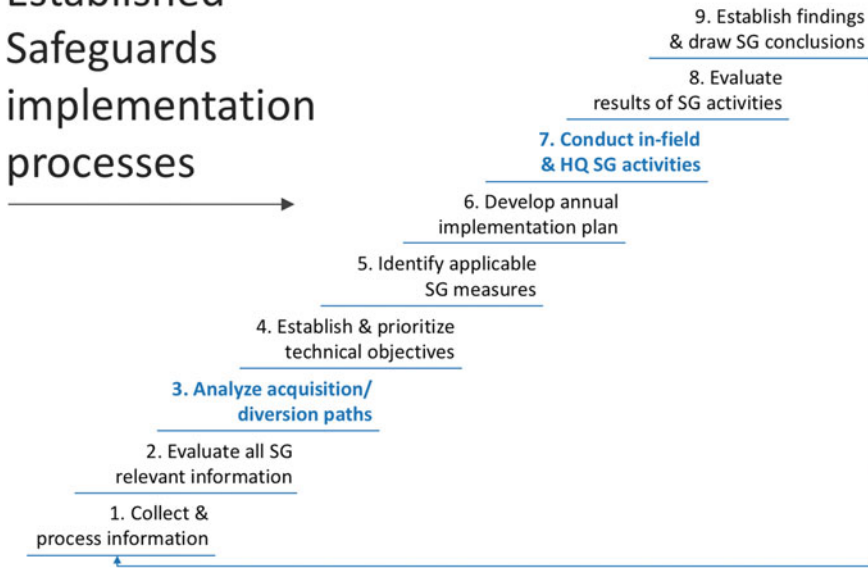 Established
Safeguards
implementation
processes
9. Establish findings
& draw SG conclusions
8. Evaluate
results of SG activities
7. Conduct in-field
& HQ SG activities
6. Develop annual
implementation plan
5. Identify applicable
SG measures
4. Establish & prioritize
technical objectives
3. Analyze acquisition/
diversion paths
2. Evaluate all SG
relevant information
1. Collect &
process information